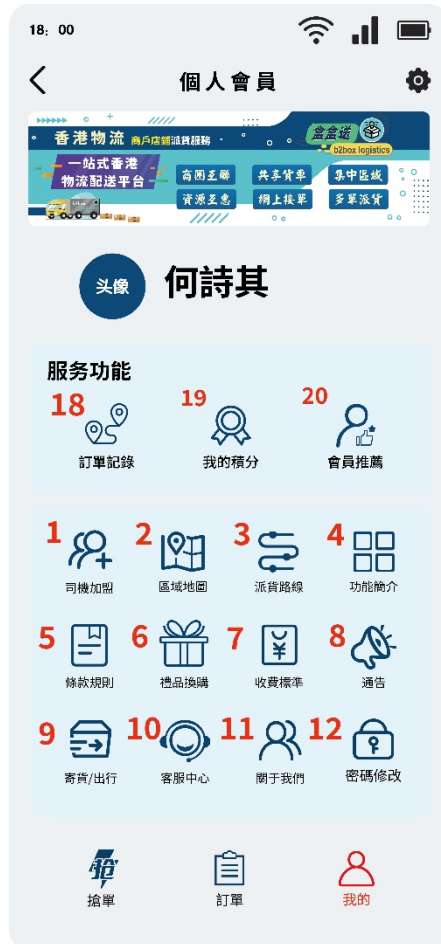 18: 00
個人會員
香港物流 商戶店鋪派貨服務
盒盒送
b2box logistics
一站式香港
物流配送平台
商圈互聯 共享貨車 集中區域
資源互惠 網上接單 多單派貨
头像
何詩其
服务功能
18 19 20
訂單記錄 我的積分 會員推薦
1 2 3 4
司機加盟 區域地圖 派貨路線 功能簡介
5 6 7 8
條款規則 禮品換購 收費標準 通告
9 10 11 12
寄貨/出行 客服中心 關于我們 密碼修改
搶
搶單 訂單 我的